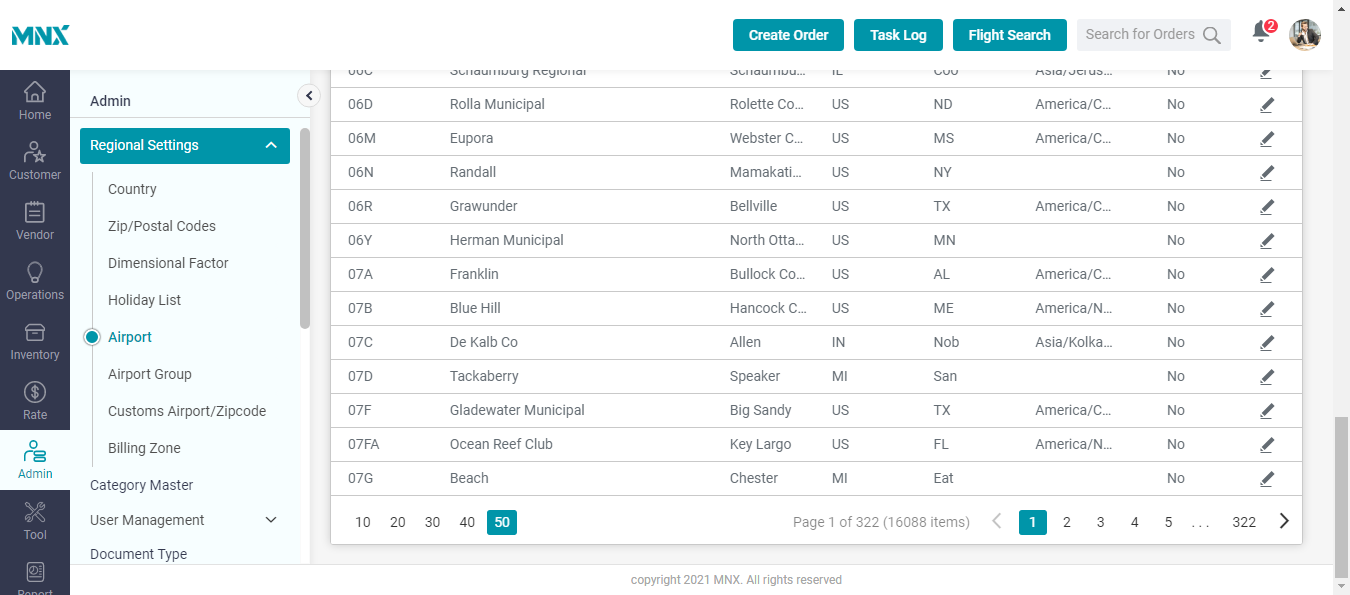 MNX
Create Order
Task Log
Flight Search
Search for Orders
2
Home
Customer
Vendor
Operations
Inventory
Rate
Admin
Tool
Report
Admin
Regional Settings
Country
Zip/Postal Codes
Dimensional Factor
Holiday List
Airport
Airport Group
Customs Airport/Zipcode
Billing Zone
Category Master
User Management
Document Type
06C Schaumburg Regional Schaumbu... IL Coo Asia/Jerus... No
06D Rolla Municipal Rolette Co... US ND America/C... No
06M Eupora Webster C... US MS America/C... No
06N Randall Mamakati... US NY No
06R Grawunder Bellville US TX America/C... No
06Y Herman Municipal North Otta... US MN No
07A Franklin Bullock Co... US AL America/C... No
07B Blue Hill Hancock C... US ME America/N... No
07C De Kalb Co Allen IN Nob Asia/Kolka... No
07D Tackaberry Speaker MI San No
07F Gladewater Municipal Big Sandy US TX America/C... No
07FA Ocean Reef Club Key Largo US FL America/N... No
07G Beach Chester MI Eat No
10 20 30 40 50 Page 1 of 322 (16088 items) 1 2 3 4 5 ... 322
copyright 2021 MNX. All rights reserved